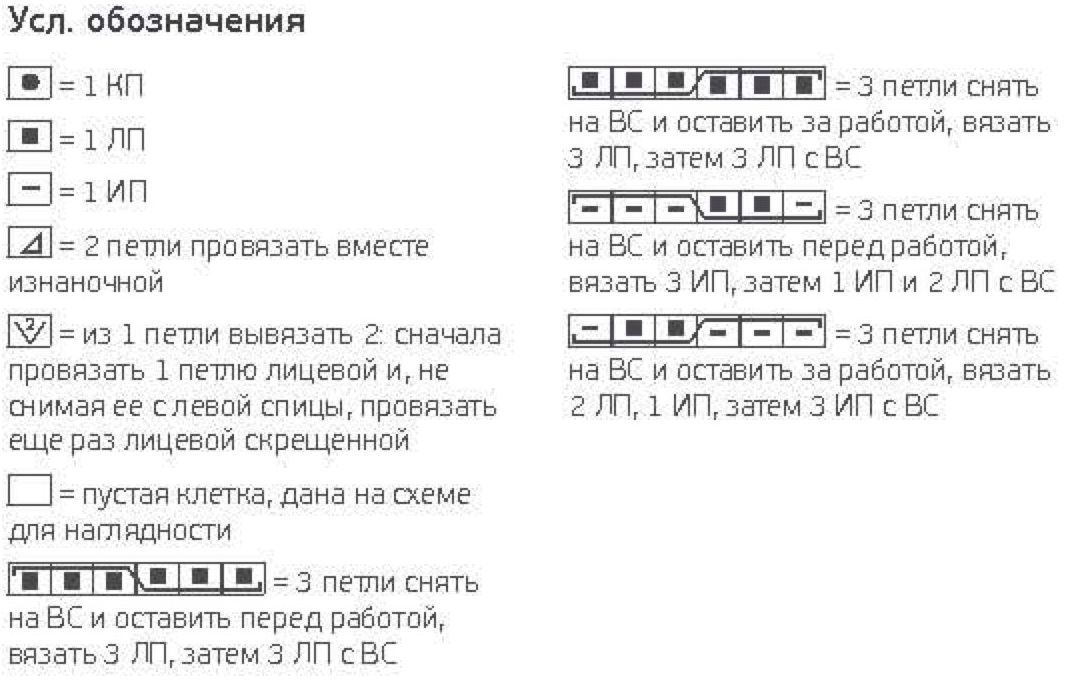 Усл. обозначения
= 1 КП
= 1 ЛП
= 1 ИП
= 2 петли провязать вместе
изнаночной
2 = из 1 петли вывязать 2: сначала
провязать 1 петлю лицевой и, не
снимая ее с левой спицы, провязать
еще раз лицевой скрещенной
= пустая клетка, дана на схеме
для наглядности
= 3 петли снять
на ВС и оставить перед работой,
вязать 3 ЛП, затем 3 ЛП с ВС
= 3 петли снять
на ВС и оставить за работой, вязать
3 ЛП, затем 3 ЛП с ВС
= 3 петли снять
на ВС и оставить перед работой,
вязать 3 ИП, затем 1 ИП и 2 ЛП с ВС
= 3 петли снять
на ВС и оставить за работой, вязать
2 ЛП, 1 ИП, затем 3 ИП с ВС